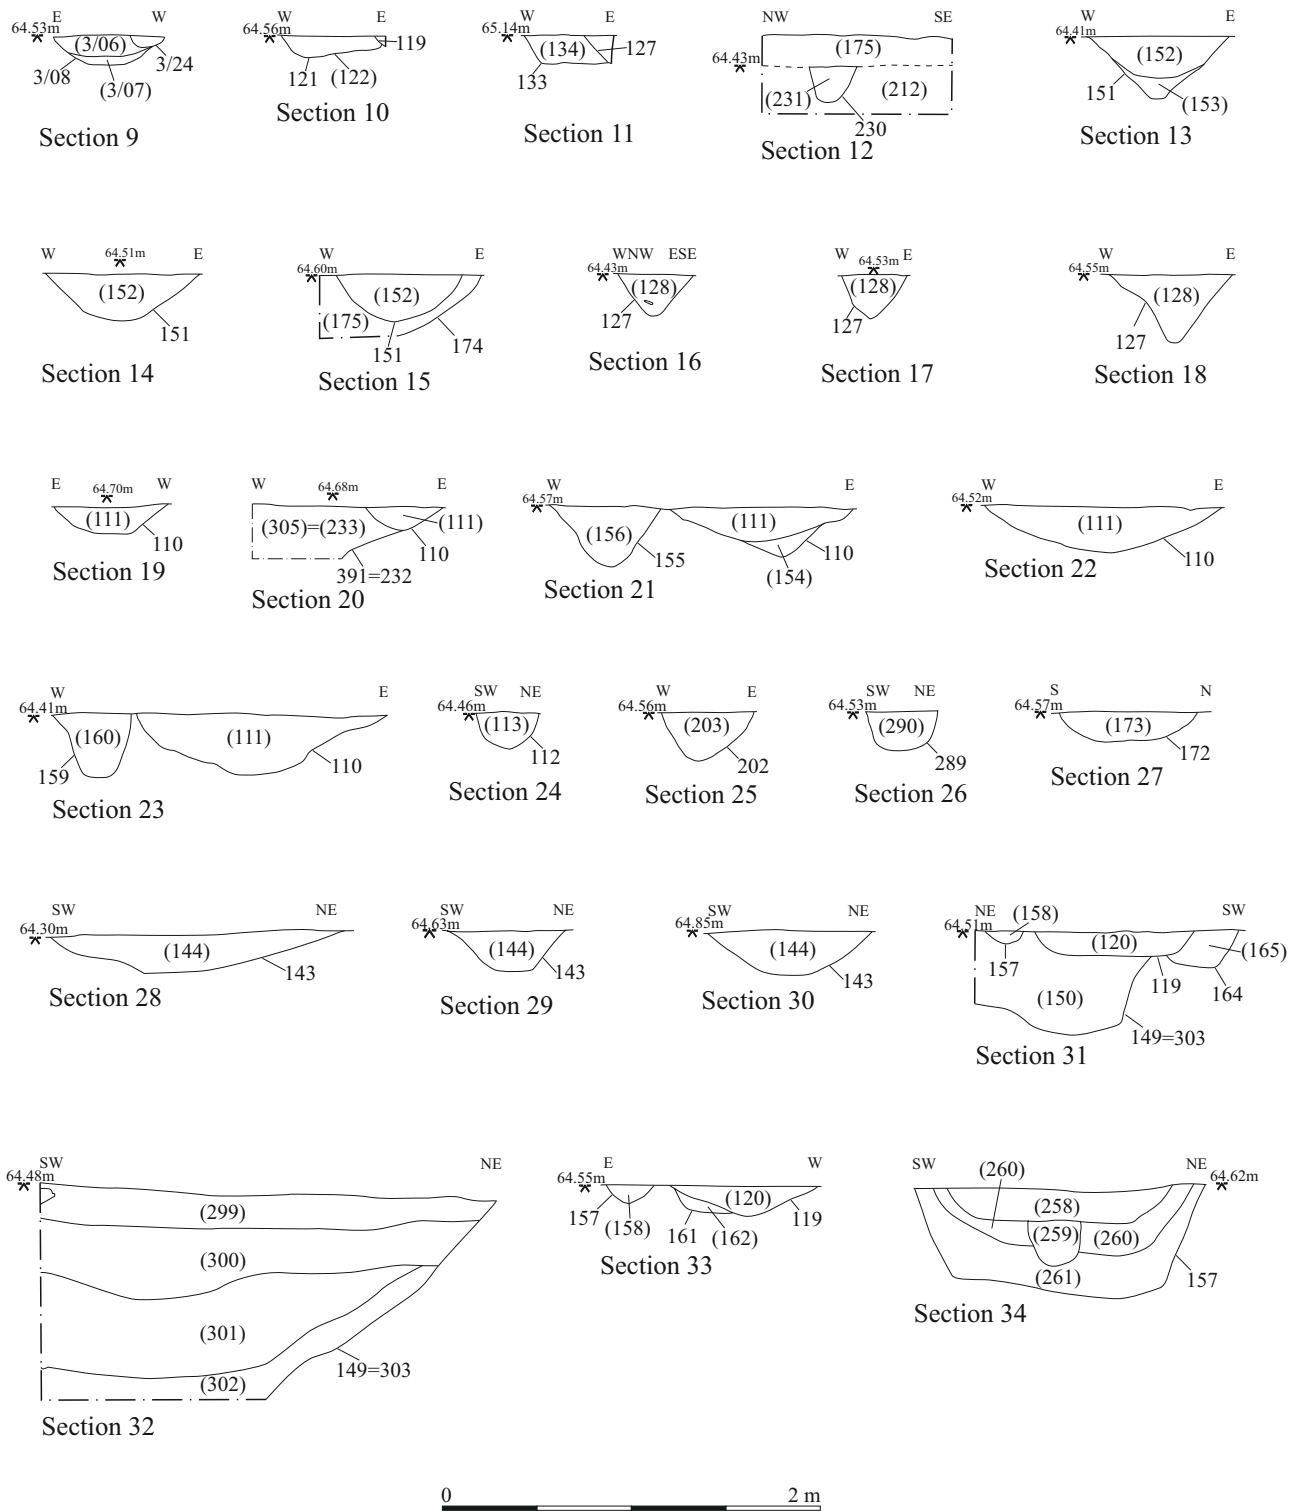 E W
64.53m
(3/06)
3/08
3/24
(3/07)
Section 9
W E
64.56m
119
121
(122)
Section 10
W E
65.14m
(134)
127
133
Section 11
NW SE
(175)
64.43m
(231)
(212)
230
Section 12
W E
64.41m
(152)
151
(153)
Section 13
W E
64.51m
(152)
151
Section 14
W E
64.60m
(152)
(175)
151
174
Section 15
WNW ESE
64.43m
(128)
127
Section 16
W E
64.53m
(128)
127
Section 17
W E
64.55m
(128)
127
Section 18
E W
64.70m
(111)
110
Section 19
W E
64.68m
(305)=(233)
(111)
110
391=232
Section 20
W E
64.57m
(156)
(111)
155
110
(154)
Section 21
W E
64.52m
(111)
110
Section 22
W E
64.41m
(160)
(111)
159
110
Section 23
SW NE
64.46m
(113)
112
Section 24
W E
64.56m
(203)
202
Section 25
SW NE
64.53m
(290)
289
Section 26
S N
64.57m
(173)
172
Section 27
SW NE
64.30m
(144)
143
Section 28
SW NE
64.63m
(144)
143
Section 29
SW NE
64.85m
(144)
143
Section 30
NE SW
64.51m
(158)
(120)
(165)
157
119
164
(150)
149=303
Section 31
SW NE
64.48m
(299)
(300)
(301)
149=303
(302)
Section 32
E W
64.55m
(120)
157
(158)
161
(162)
119
Section 33
SW NE
64.62m
(260)
(258)
(259)
(260)
(261)
157
Section 34
0 2 m